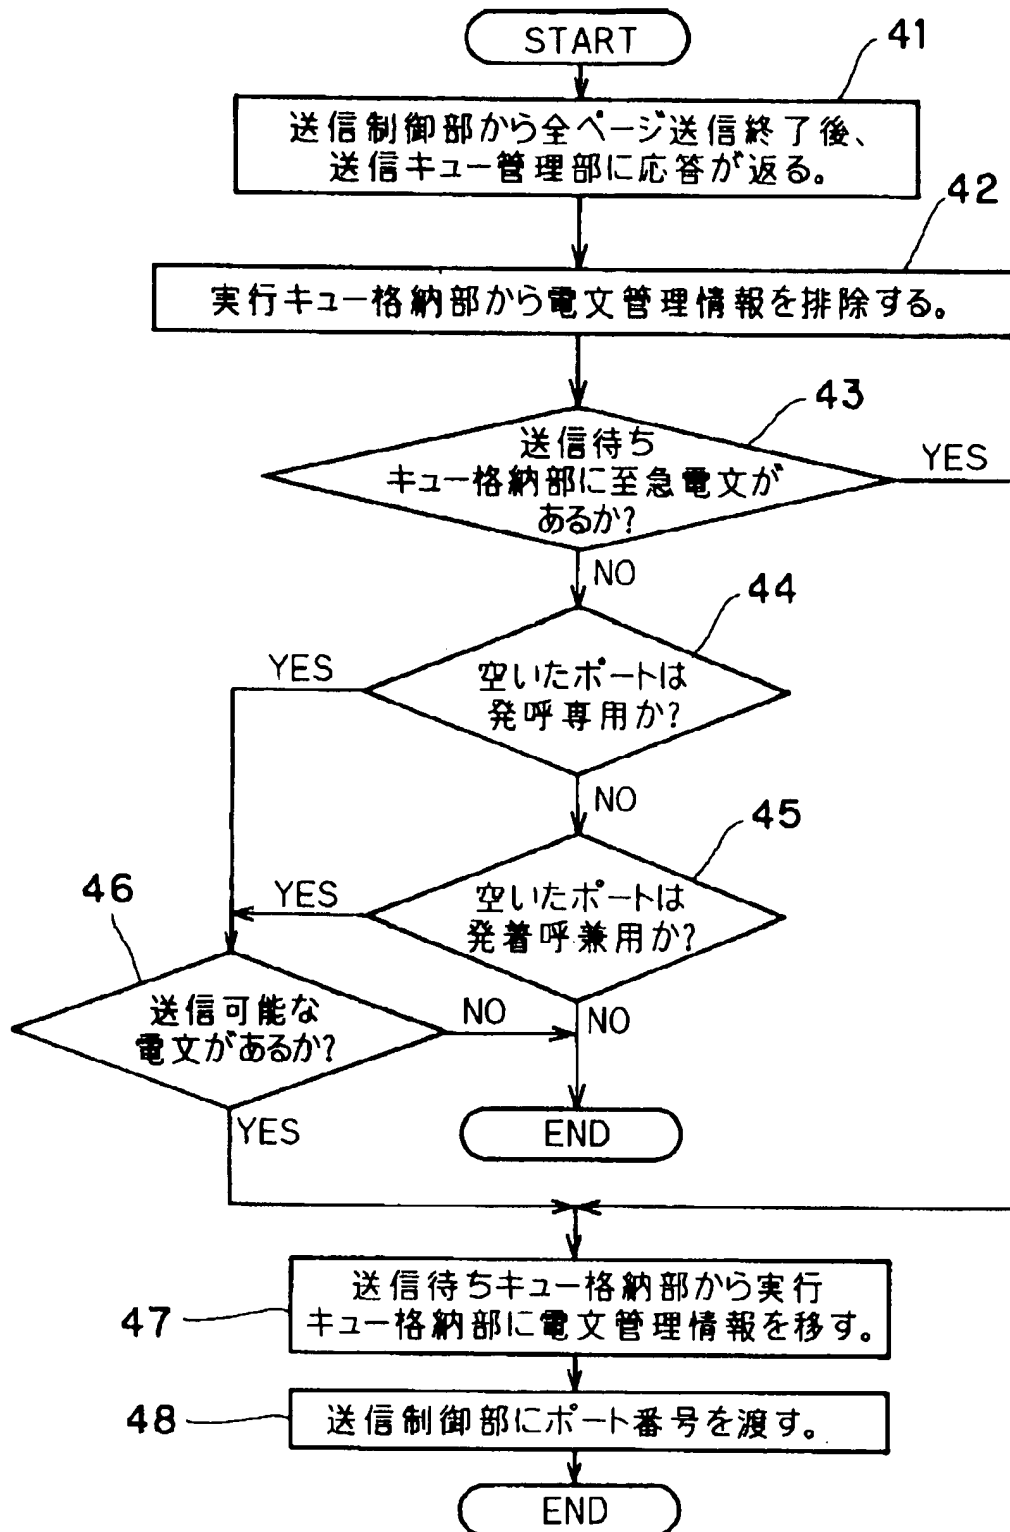 START
41
送信制御部から全ページ送信終了後、
送信キュー管理部に応答が返る。
42
実行キュー格納部から電文管理情報を排除する。
43
送信待ち
キュー格納部に至急電文が
あるか?
YES
NO
44
空いたポートは
発呼専用か?
YES
NO
45
空いたポートは
発着呼兼用か?
YES
NO
46
送信可能な
電文があるか?
NO
YES
END
47
送信待ちキュー格納部から実行
キュー格納部に電文管理情報を移す。
48
送信制御部にポート番号を渡す。
END